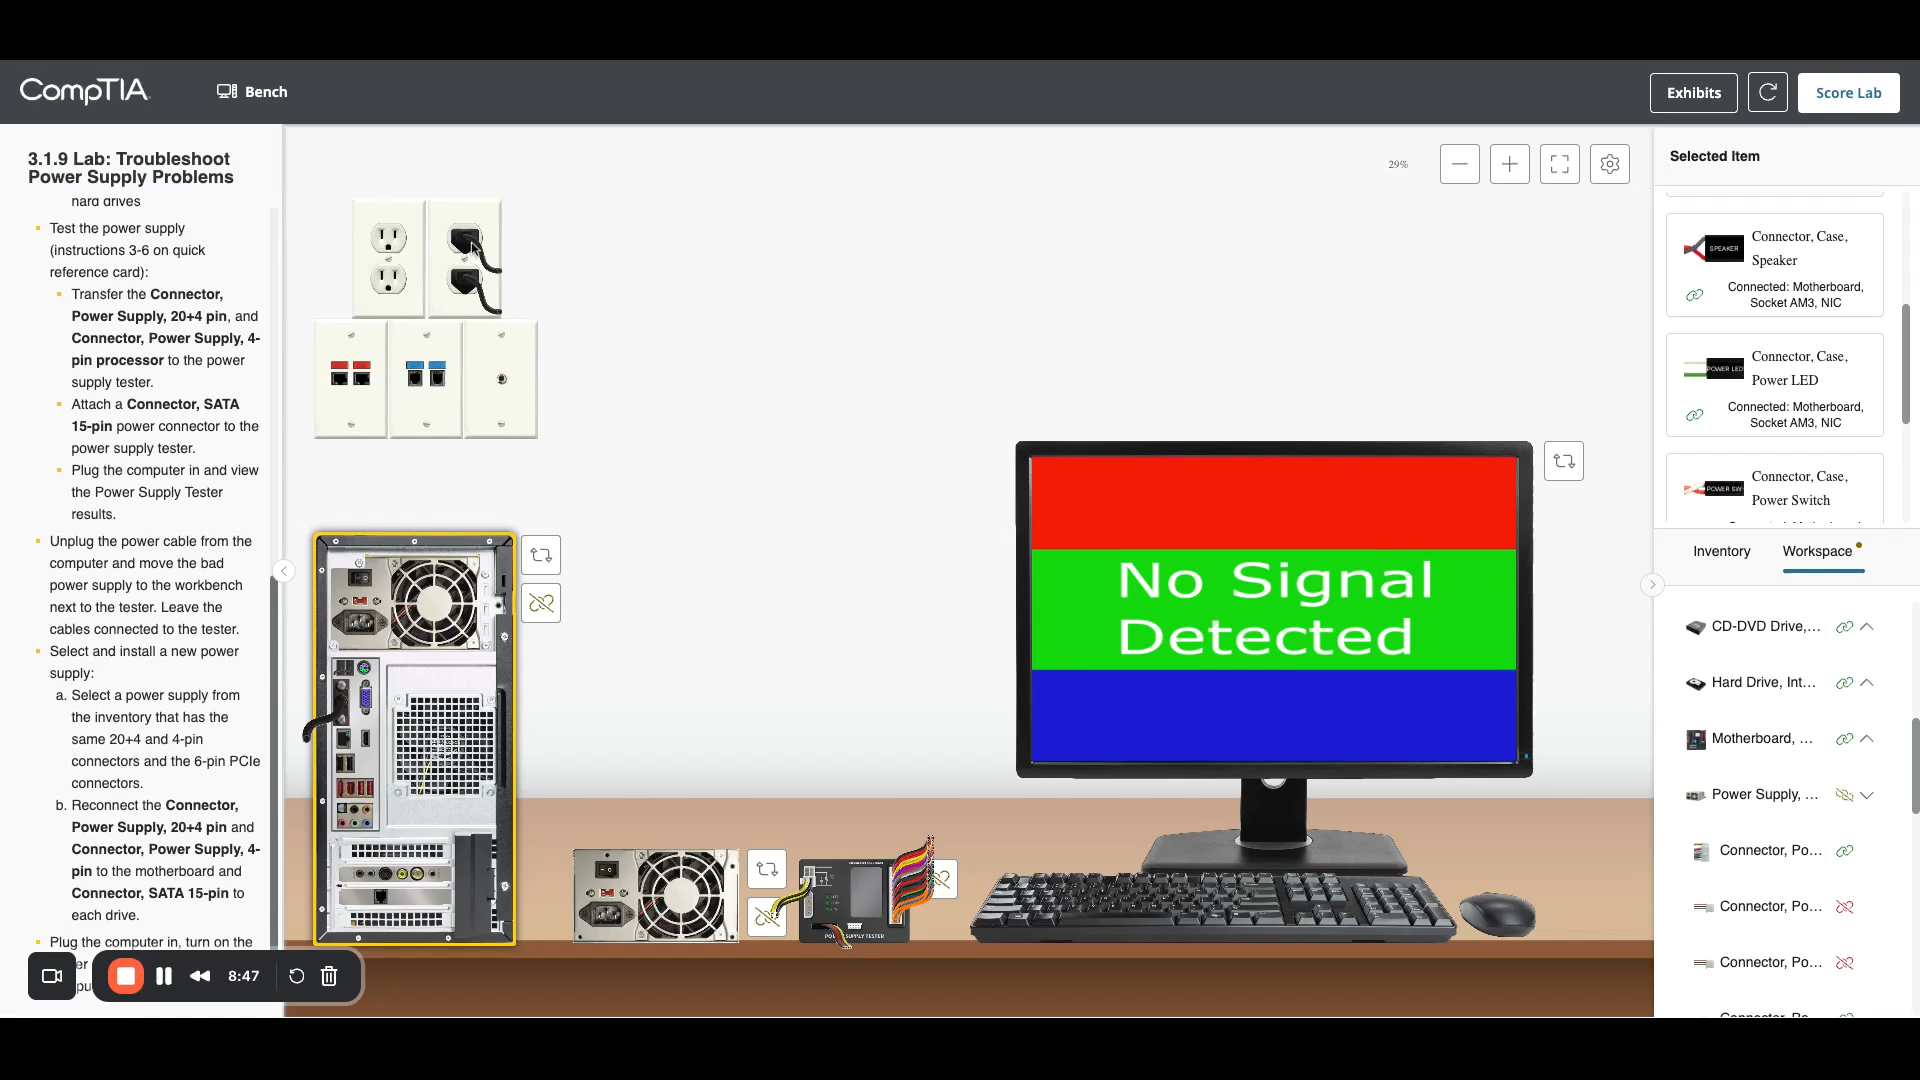 CompTIA
Bench
Exhibits
Score Lab
3.1.9 Lab: Troubleshoot
Power Supply Problems
hard drives
Test the power supply
(instructions 3-6 on quick
reference card):
Transfer the Connector,
Power Supply, 20+4 pin, and
Connector, Power Supply, 4-
pin processor to the power
supply tester.
Attach a Connector, SATA
15-pin power connector to the
power supply tester.
Plug the computer in and view
the Power Supply Tester
results.
Unplug the power cable from the
computer and move the bad
power supply to the workbench
next to the tester. Leave the
cables connected to the tester.
Select and install a new power
supply:
a. Select a power supply from
the inventory that has the
same 20+4 and 4-pin
connectors and the 6-pin PCIe
connectors.
b. Reconnect the Connector,
Power Supply, 20+4 pin and
Connector, Power Supply, 4-
pin to the motherboard and
Connector, SATA 15-pin to
each drive.
Plug the computer in, turn on the
er
pu
8:47
29%
No Signal
Detected
POWER SUPPLY TESTER
Selected Item
SPEAKER
Connector, Case,
Speaker
Connected: Motherboard,
Socket AM3, NIC
POWER LED
Connector, Case,
Power LED
Connected: Motherboard,
Socket AM3, NIC
POWER SW
Connector, Case,
Power Switch
Inventory
Workspace
CD-DVD Drive,...
Hard Drive, Int...
Motherboard, ...
Power Supply, ...
Connector, Po...
Connector, Po...
Connector, Po...